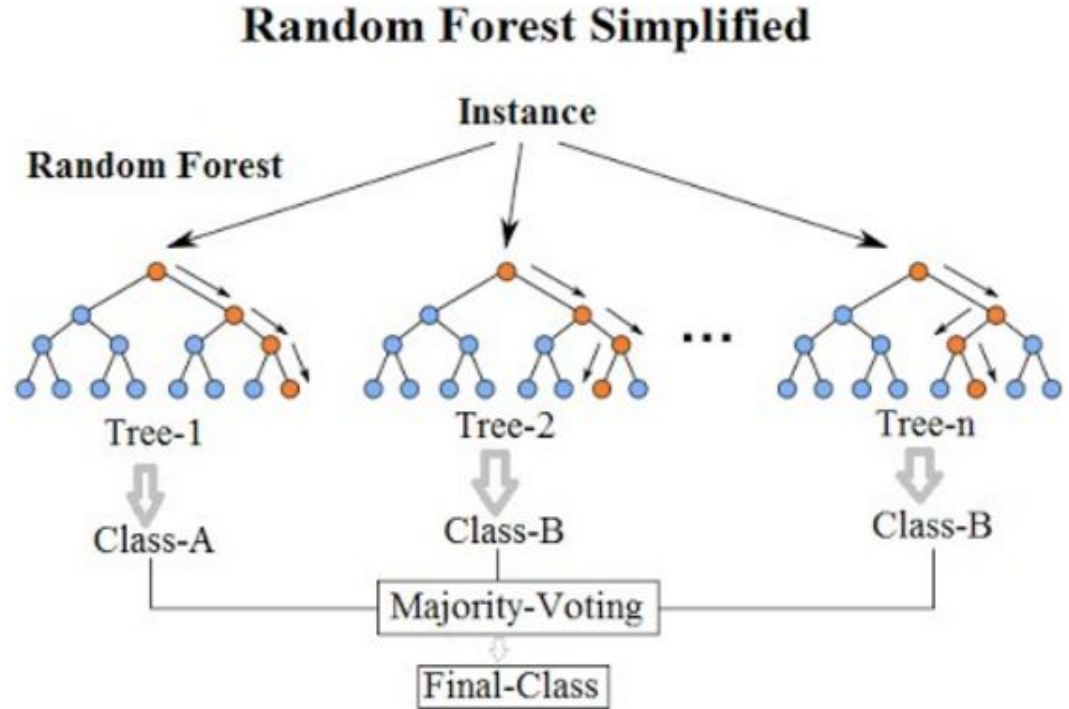 Random Forest Simplified
Instance
Random Forest
...
Tree-1
Tree-2
Tree-n
Class-A
Class-B
Class-B
Majority-Voting
Final-Class